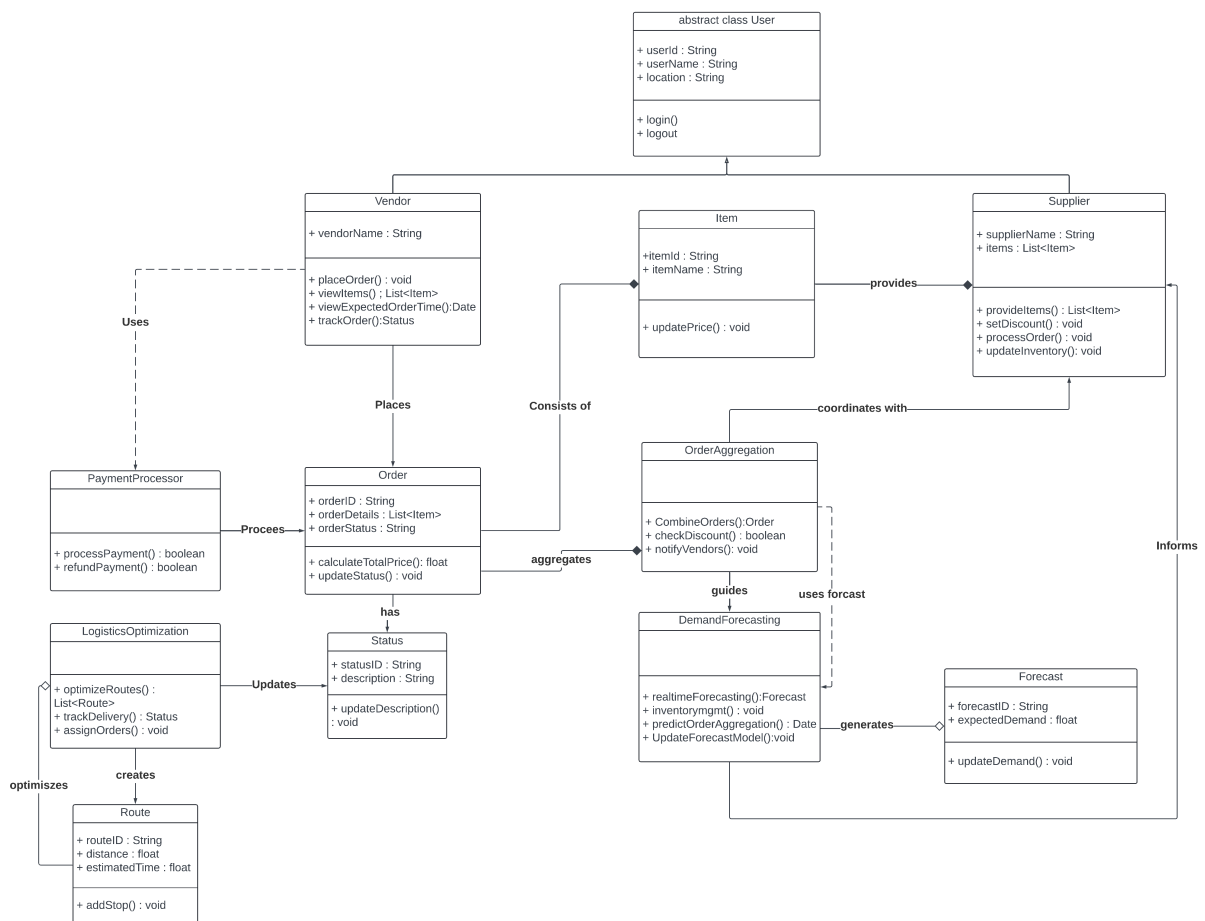 abstract class User
+ userId : String
+ userName : String
+ location : String
+ login()
+ logout
Vendor
+ vendorName : String
+ placeOrder() : void
+ viewItems() ; List<Item>
+ viewExpectedOrderTime():Date
+ trackOrder():Status
Item
+itemId : String
+ itemName : String
+ updatePrice() : void
provides
Supplier
+ supplierName : String
+ items : List<Item>
+ provideItems() : List<Item>
+ setDiscount() : void
+ processOrder() : void
+ updateInventory(): void
Uses
Places
Consists of
coordinates with
PaymentProcessor
+ processPayment() : boolean
+ refundPayment() : boolean
Procees
Order
+ orderID : String
+ orderDetails : List<Item>
+ orderStatus : String
+ calculateTotalPrice(): float
+ updateStatus() : void
aggregates
OrderAggregation
+ CombineOrders():Order
+ checkDiscount() : boolean
+ notifyVendors(): void
Informs
has
guides
uses forcast
LogisticsOptimization
+ optimizeRoutes() :
List<Route>
+ trackDelivery() : Status
+ assignOrders() : void
Updates
Status
+ statusID : String
+ description : String
+ updateDescription()
: void
DemandForecasting
+ realtimeForecasting():Forecast
+ inventorymgmt() : void
+ predictOrderAggregation() : Date
+ UpdateForecastModel():void
generates
Forecast
+ forecastID : String
+ expectedDemand : float
+ updateDemand() : void
optimiszes
creates
Route
+ routeID : String
+ distance : float
+ estimatedTime : float
+ addStop() : void